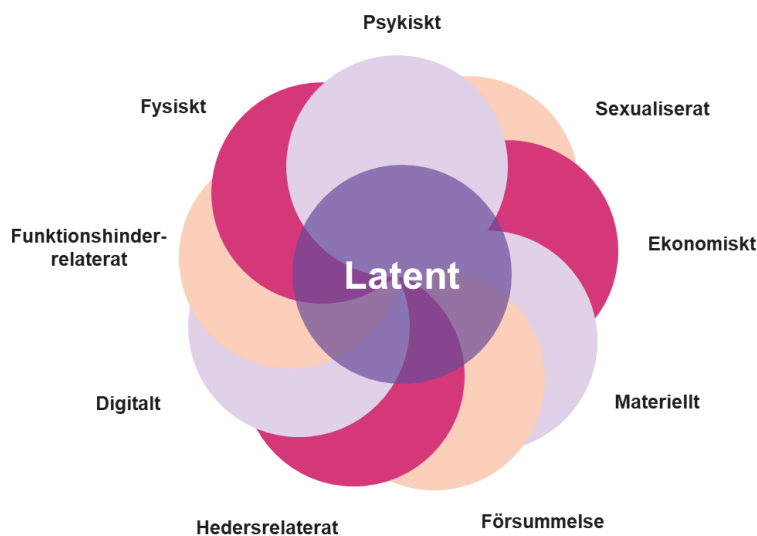 Psykiskt
Fysiskt
Sexualiserat
Funktionshinder-
relaterat
Ekonomiskt
Latent
Digitalt
Materiellt
Hedersrelaterat
Försummelse